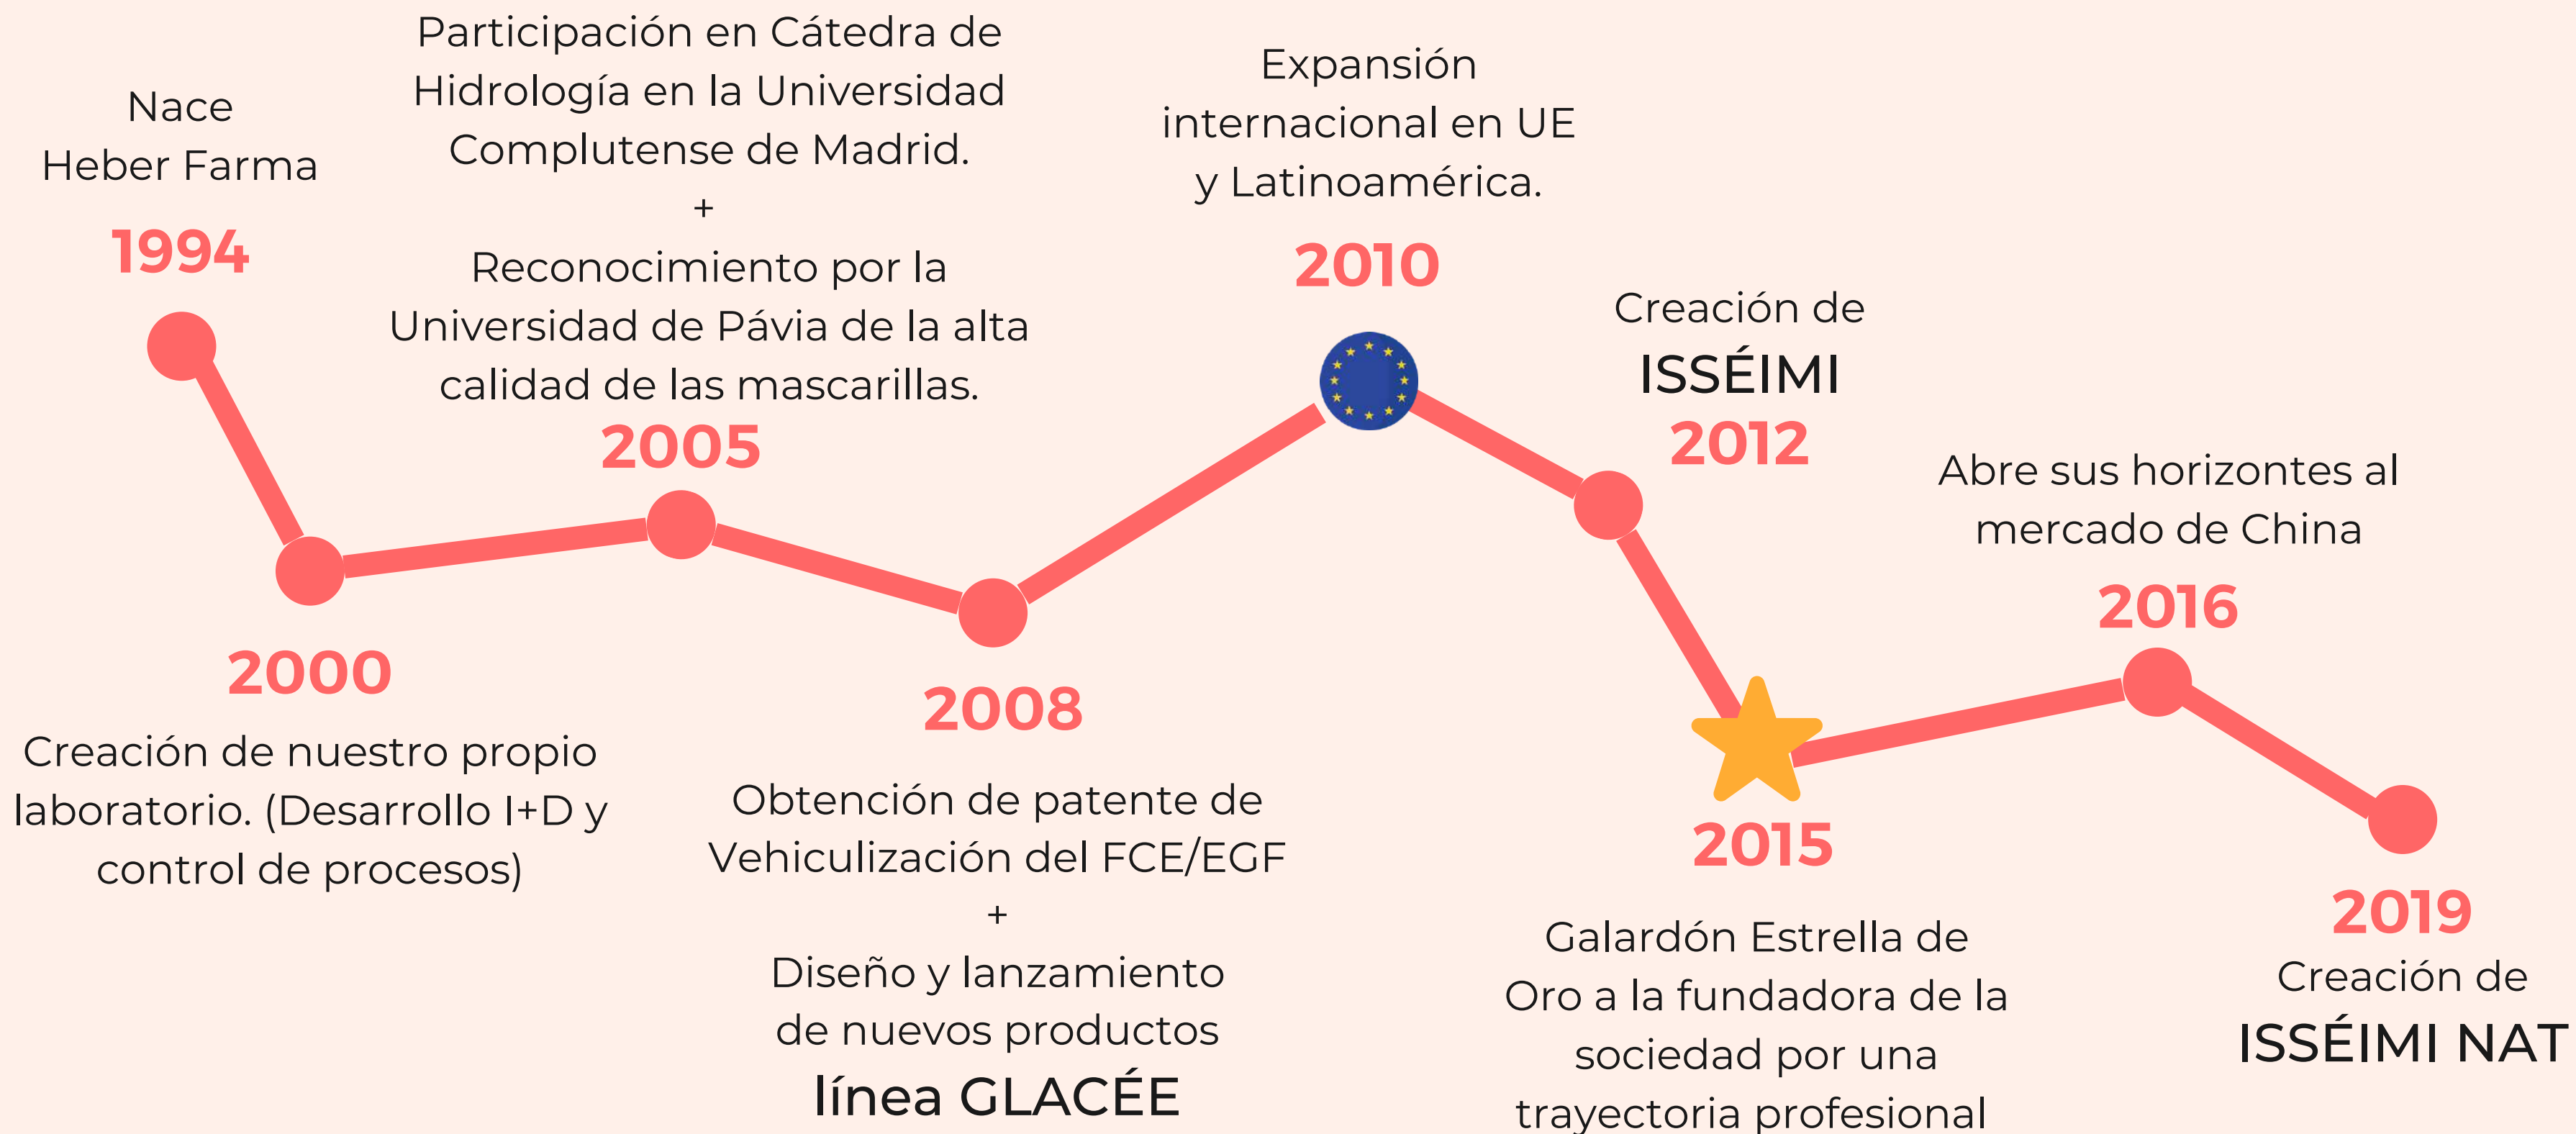 Nace
Heber Farma
1994
2000
Creación de nuestro propio
laboratorio. (Desarrollo I+D y
control de procesos)
Participación en Cátedra de
Hidrología en la Universidad
Complutense de Madrid.
+
Reconocimiento por la
Universidad de Pávia de la alta
calidad de las mascarillas.
2005
2008
Obtención de patente de
Vehiculización del FCE/EGF
+
Diseño y lanzamiento
de nuevos productos
línea GLACÉE
Expansión
internacional en UE
y Latinoamérica.
2010
Creación de
ISSÉIMI
2012
2015
Galardón Estrella de
Oro a la fundadora de la
sociedad por una
trayectoria profesional
Abre sus horizontes al
mercado de China
2016
2019
Creación de
ISSÉIMI NAT